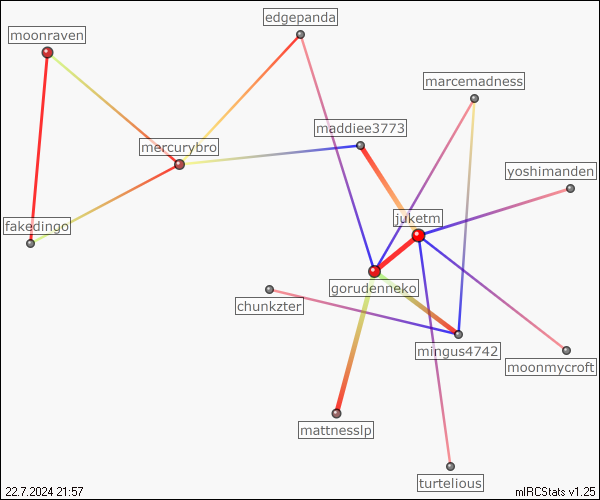 edgepanda
moonraven
marcemadness
maddiee3773
mercurybro
yoshimanden
juketm
fakedingo
gorudenneko
chunkzter
mingus4742
moonmycroft
mattnesslp
turtelious
22.7.2024 21:57
mIRCStats v1.25